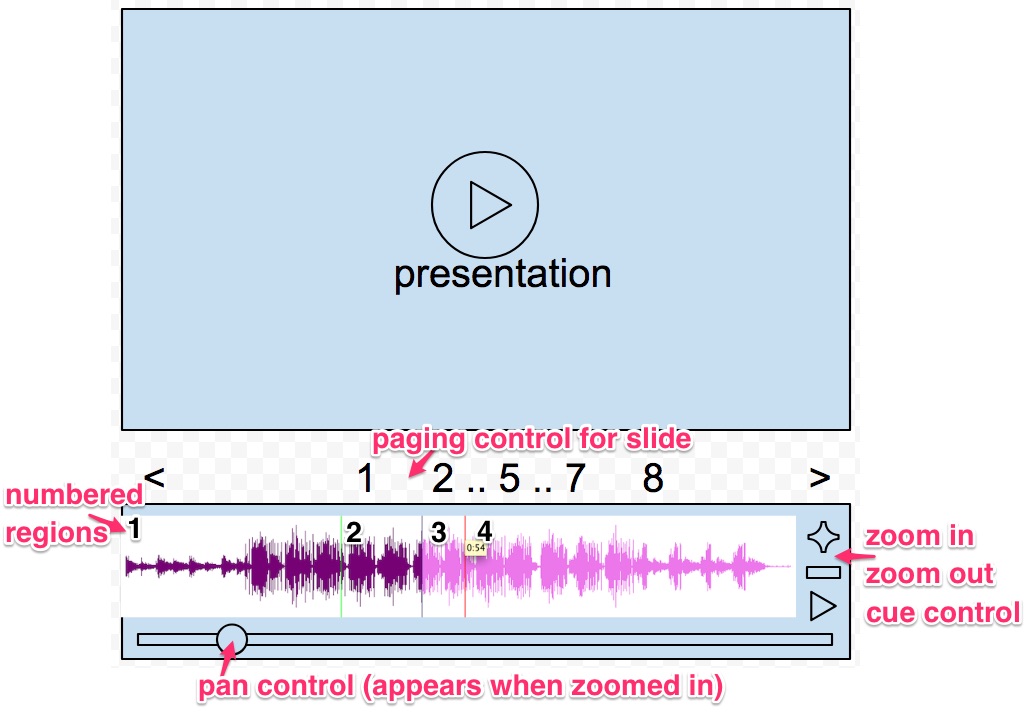 presentation
paging control for slide
< 1 2 .. 5 .. 7 8 >
numbered
regions
1 2 3 4
0:54
zoom in
zoom out
cue control
pan control (appears when zoomed in)